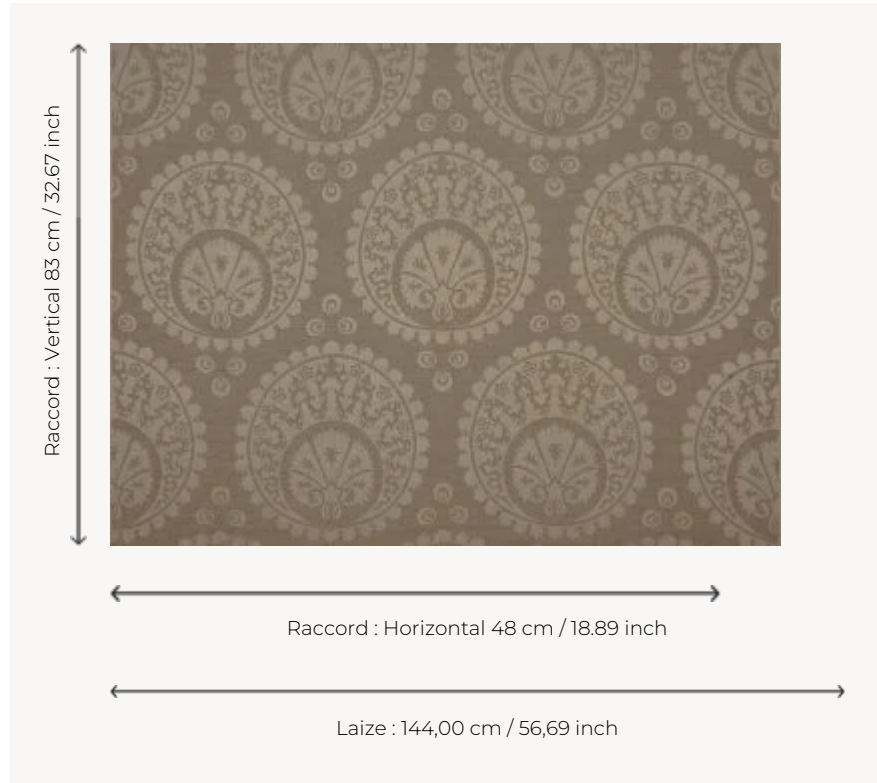 Raccord : Vertical 83 cm / 32.67 inch
Raccord : Horizontal 48 cm / 18.89 inch
Laize : 144,00 cm / 56,69 inch